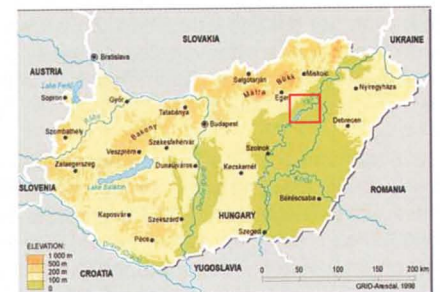 SLOVAKIA
UKRAINE
Bratislava
AUSTRIA
Salgótarján
Bükk
Miskolc
Mátra
Eger
Nyíregyháza
Lake Fertő
Sopron
Győr
Rába
Tatabánya
Budapest
Debrecen
Szombathely
Bakony
Székesfehérvár
Veszprém
Szolnok
Zalaegerszeg
Dunaújváros
Kecskemét
SLOVENIA
Lake Balaton
Körös
ROMANIA
Békéscsaba
Kaposvár
Szekszárd
HUNGARY
Szeged
Pécs
ELEVATION:
1 000 m
500 m
200 m
100 m
0 m
CROATIA
YUGOSLAVIA
0 50 100 150 200 km
GRID-Arendal, 1998